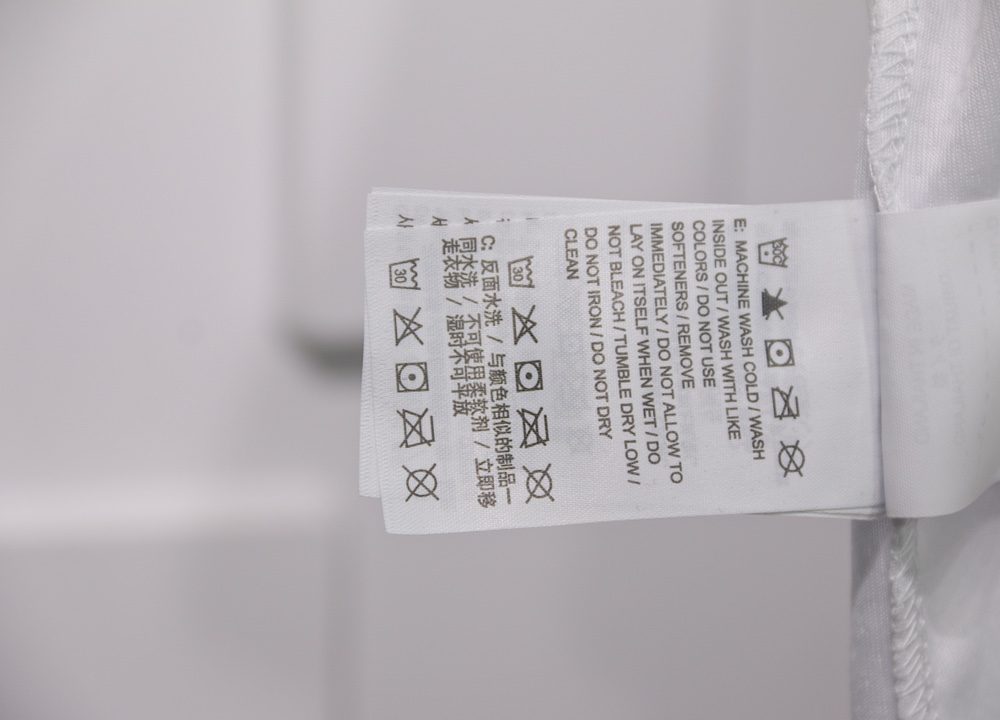 30C
E: MACHINE WASH COLD / WASH
INSIDE OUT / WASH WITH LIKE
COLORS / DO NOT USE
SOFTENERS / REMOVE
IMMEDIATELY / DO NOT ALLOW TO
LAY ON ITSELF WHEN WET / DO
NOT BLEACH / TUMBLE DRY LOW /
DO NOT IRON / DO NOT DRY
CLEAN
30
C: 反面水洗 / 与颜色相似的制品一
同水洗 / 不可使用柔软剂 / 立即移
走衣物 / 湿时不可平放
30